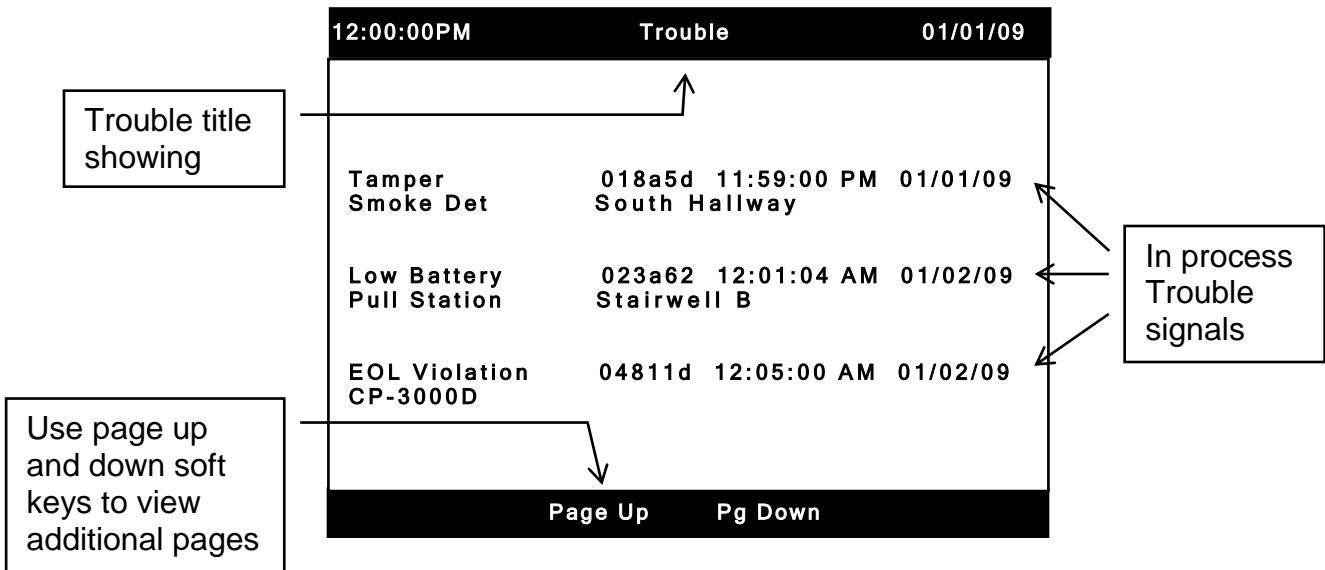 12:00:00PM Trouble 01/01/09
Trouble title
showing
Tamper 018a5d 11:59:00 PM 01/01/09
Smoke Det South Hallway
Low Battery 023a62 12:01:04 AM 01/02/09
Pull Station Stairwell B
In process
Trouble
signals
EOL Violation 04811d 12:05:00 AM 01/02/09
CP-3000D
Use page up
and down soft
keys to view
additional pages
Page Up Pg Down